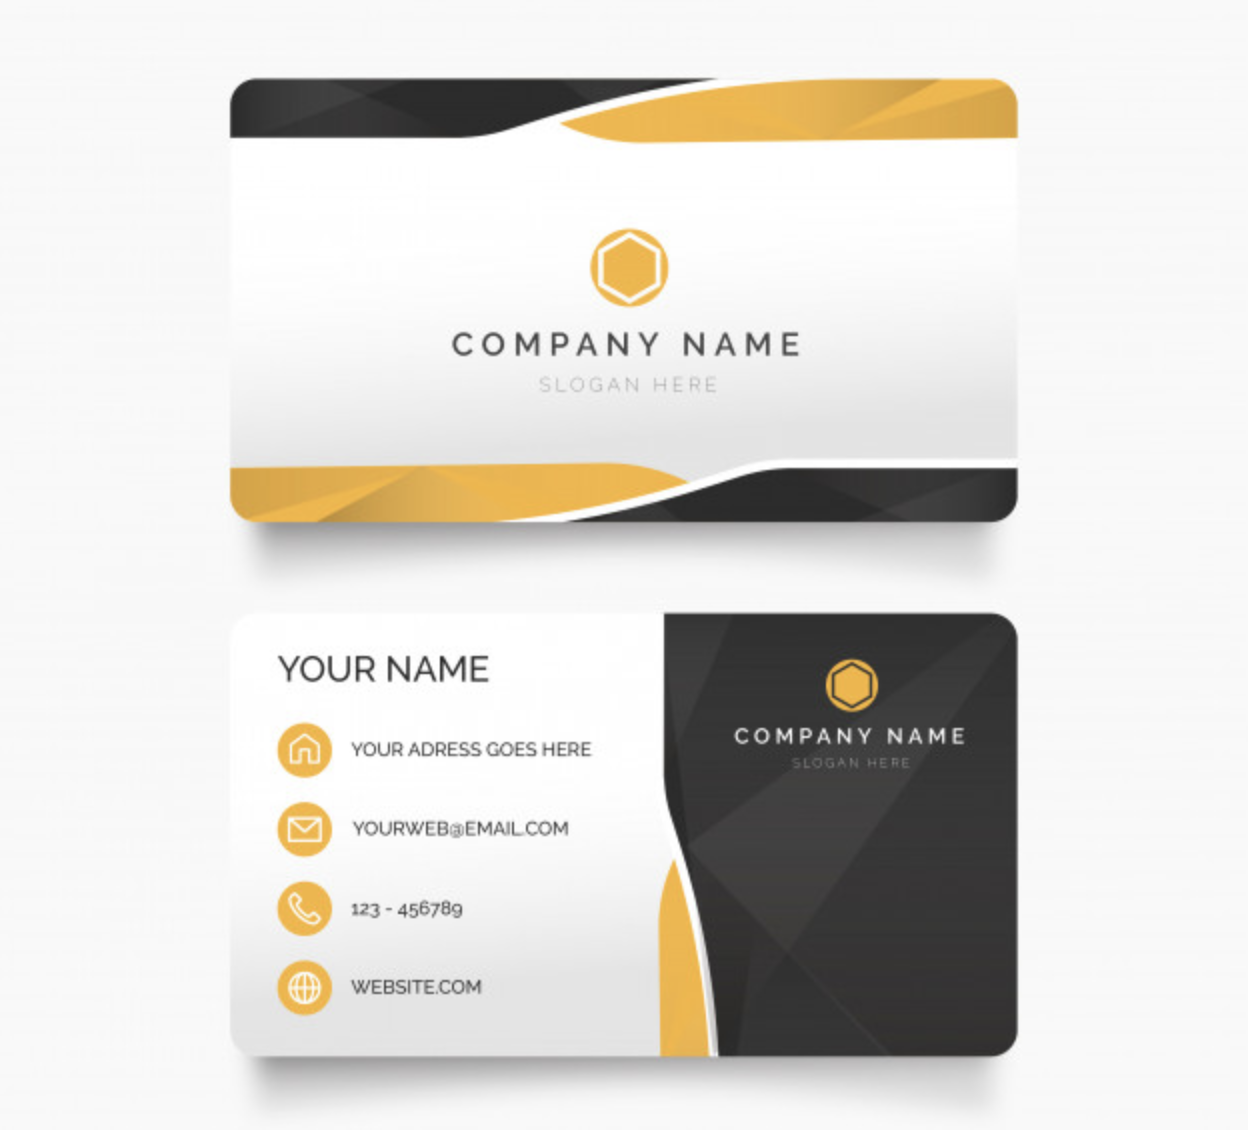 COMPANY NAME
SLOGAN HERE
YOUR NAME
YOUR ADRESS GOES HERE
YOURWEB@EMAIL.COM
123 - 456789
WEBSITE.COM
COMPANY NAME
SLOGAN HERE